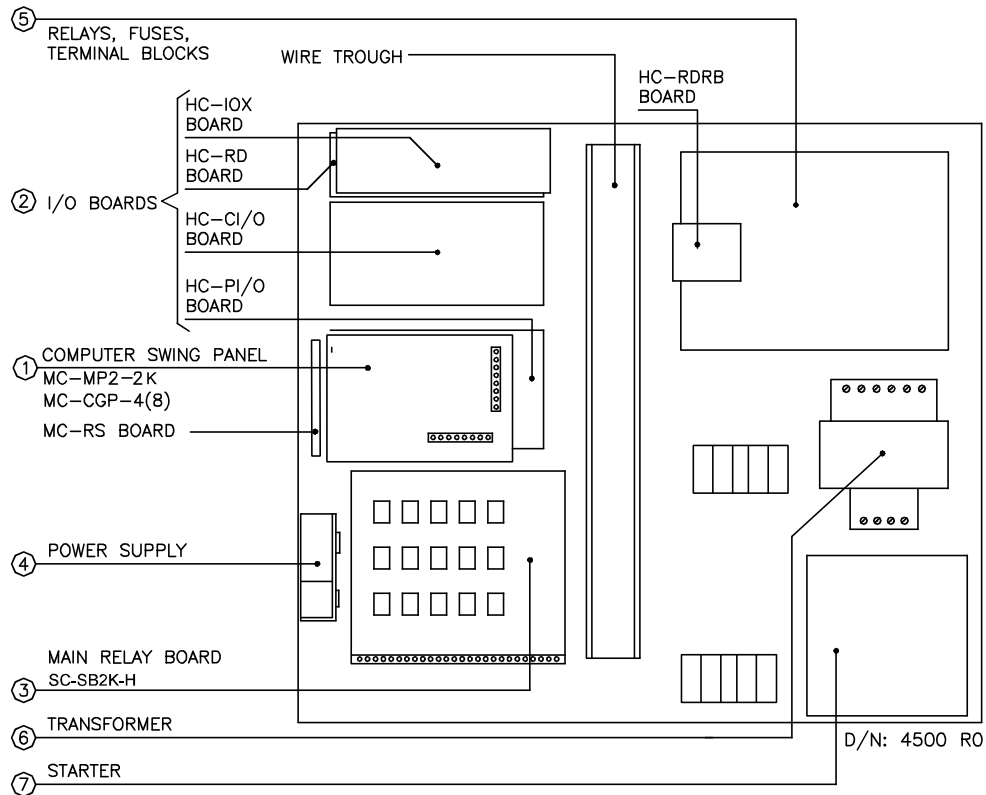 5
RELAYS, FUSES,
TERMINAL BLOCKS
WIRE TROUGH
HC-RDRB
BOARD
HC-IOX
BOARD
HC-RD
BOARD
2 I/O BOARDS
HC-CI/O
BOARD
HC-PI/O
BOARD
1
COMPUTER SWING PANEL
MC-MP2-2K
MC-CGP-4(8)
MC-RS BOARD
4
POWER SUPPLY
MAIN RELAY BOARD
3
SC-SB2K-H
6
TRANSFORMER
D/N: 4500 R0
7
STARTER